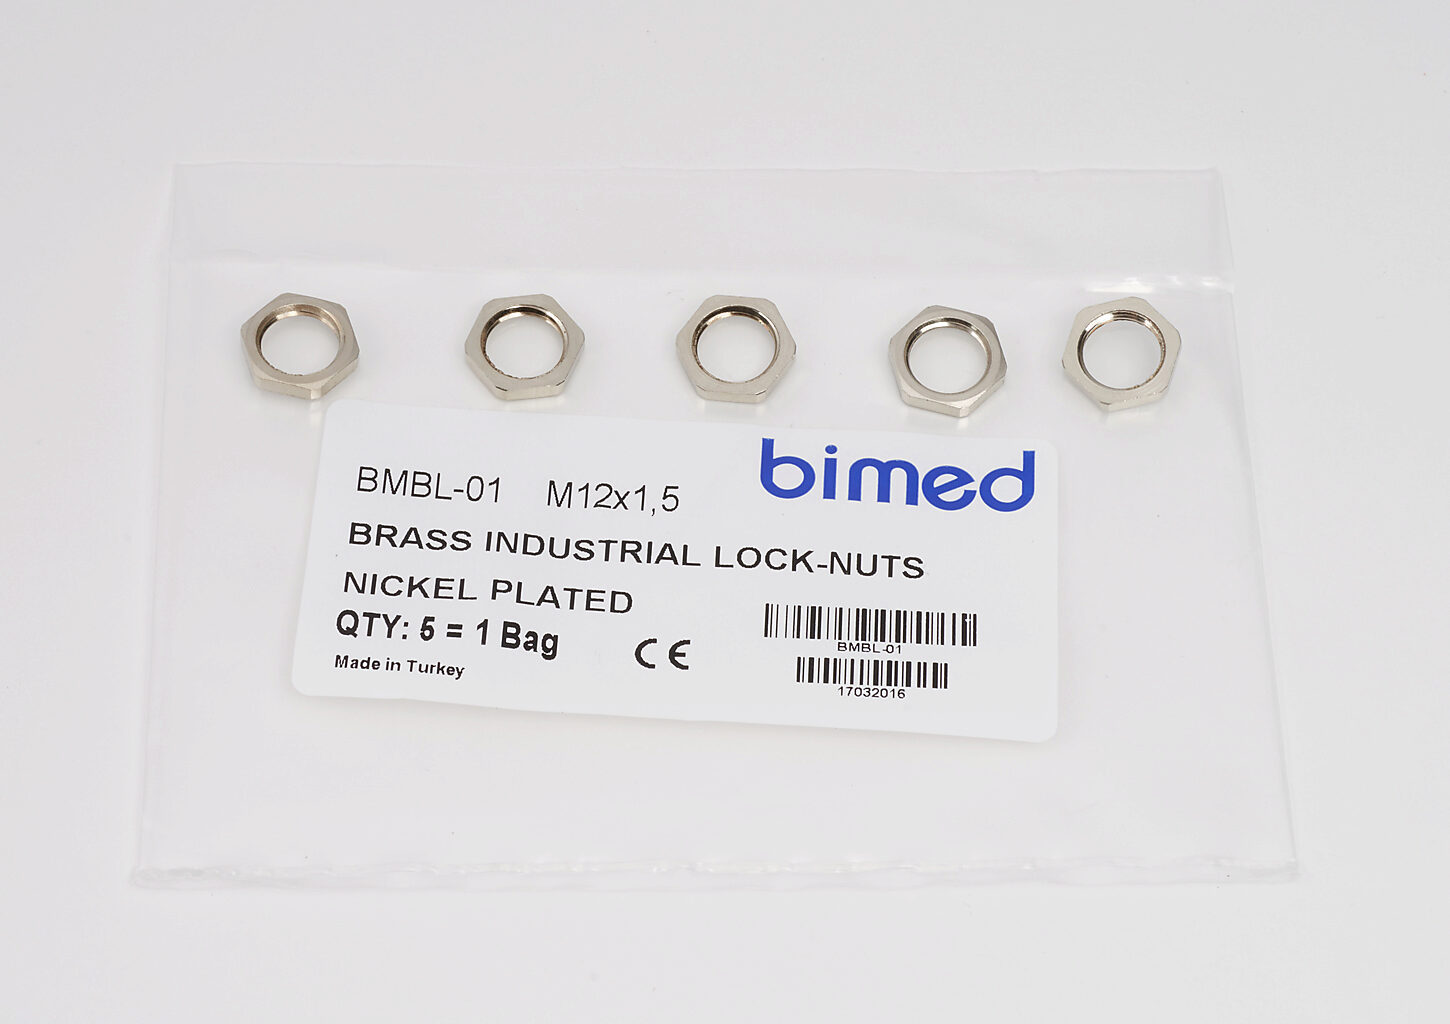 bimed
BMBL-01 M12x1,5
BRASS INDUSTRIAL LOCK-NUTS
NICKEL PLATED
QTY: 5 = 1 Bag
CE
Made in Turkey
BMBL-01
17032016